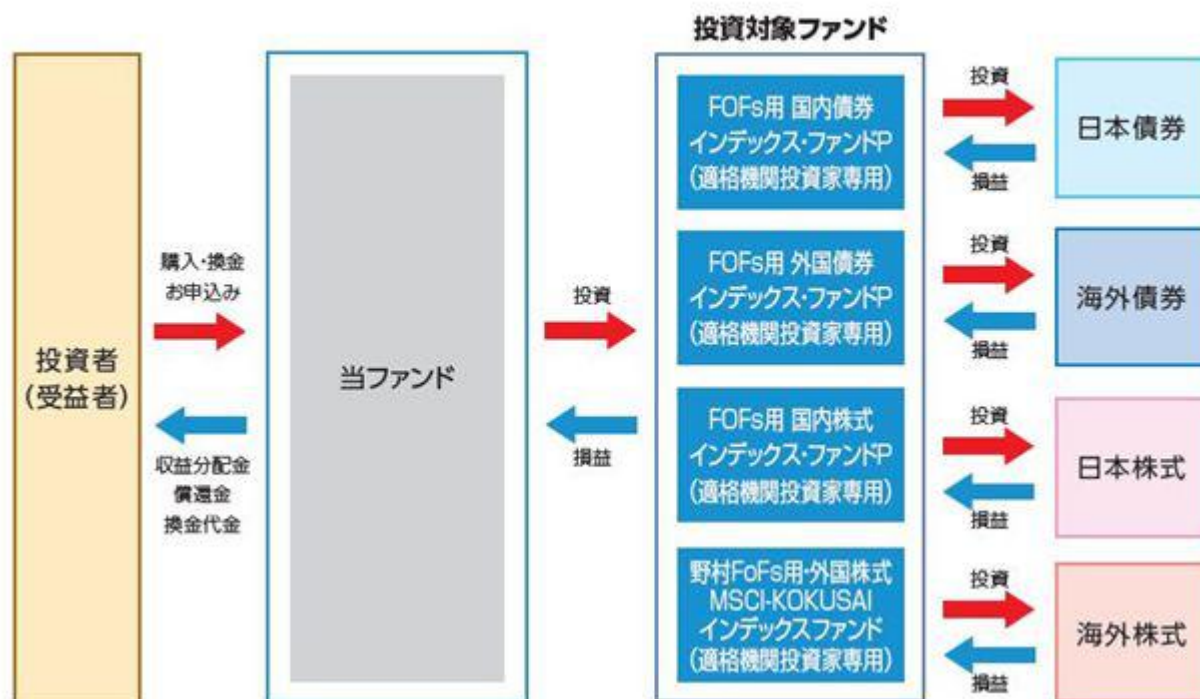 投資対象ファンド
投資者
(受益者)
購入・換金
お申込み
収益分配金
償還金
換金代金
当ファンド
投資
損益
FOFs用 国内債券
インデックス・ファンドP
(適格機関投資家専用)
投資
損益
日本債券
FOFs用 外国債券
インデックス・ファンドP
(適格機関投資家専用)
投資
損益
海外債券
FOFs用 国内株式
インデックス・ファンドP
(適格機関投資家専用)
投資
損益
日本株式
野村FoFs用・外国株式
MSCI-KOKUSAI
インデックスファンド
(適格機関投資家専用)
投資
損益
海外株式